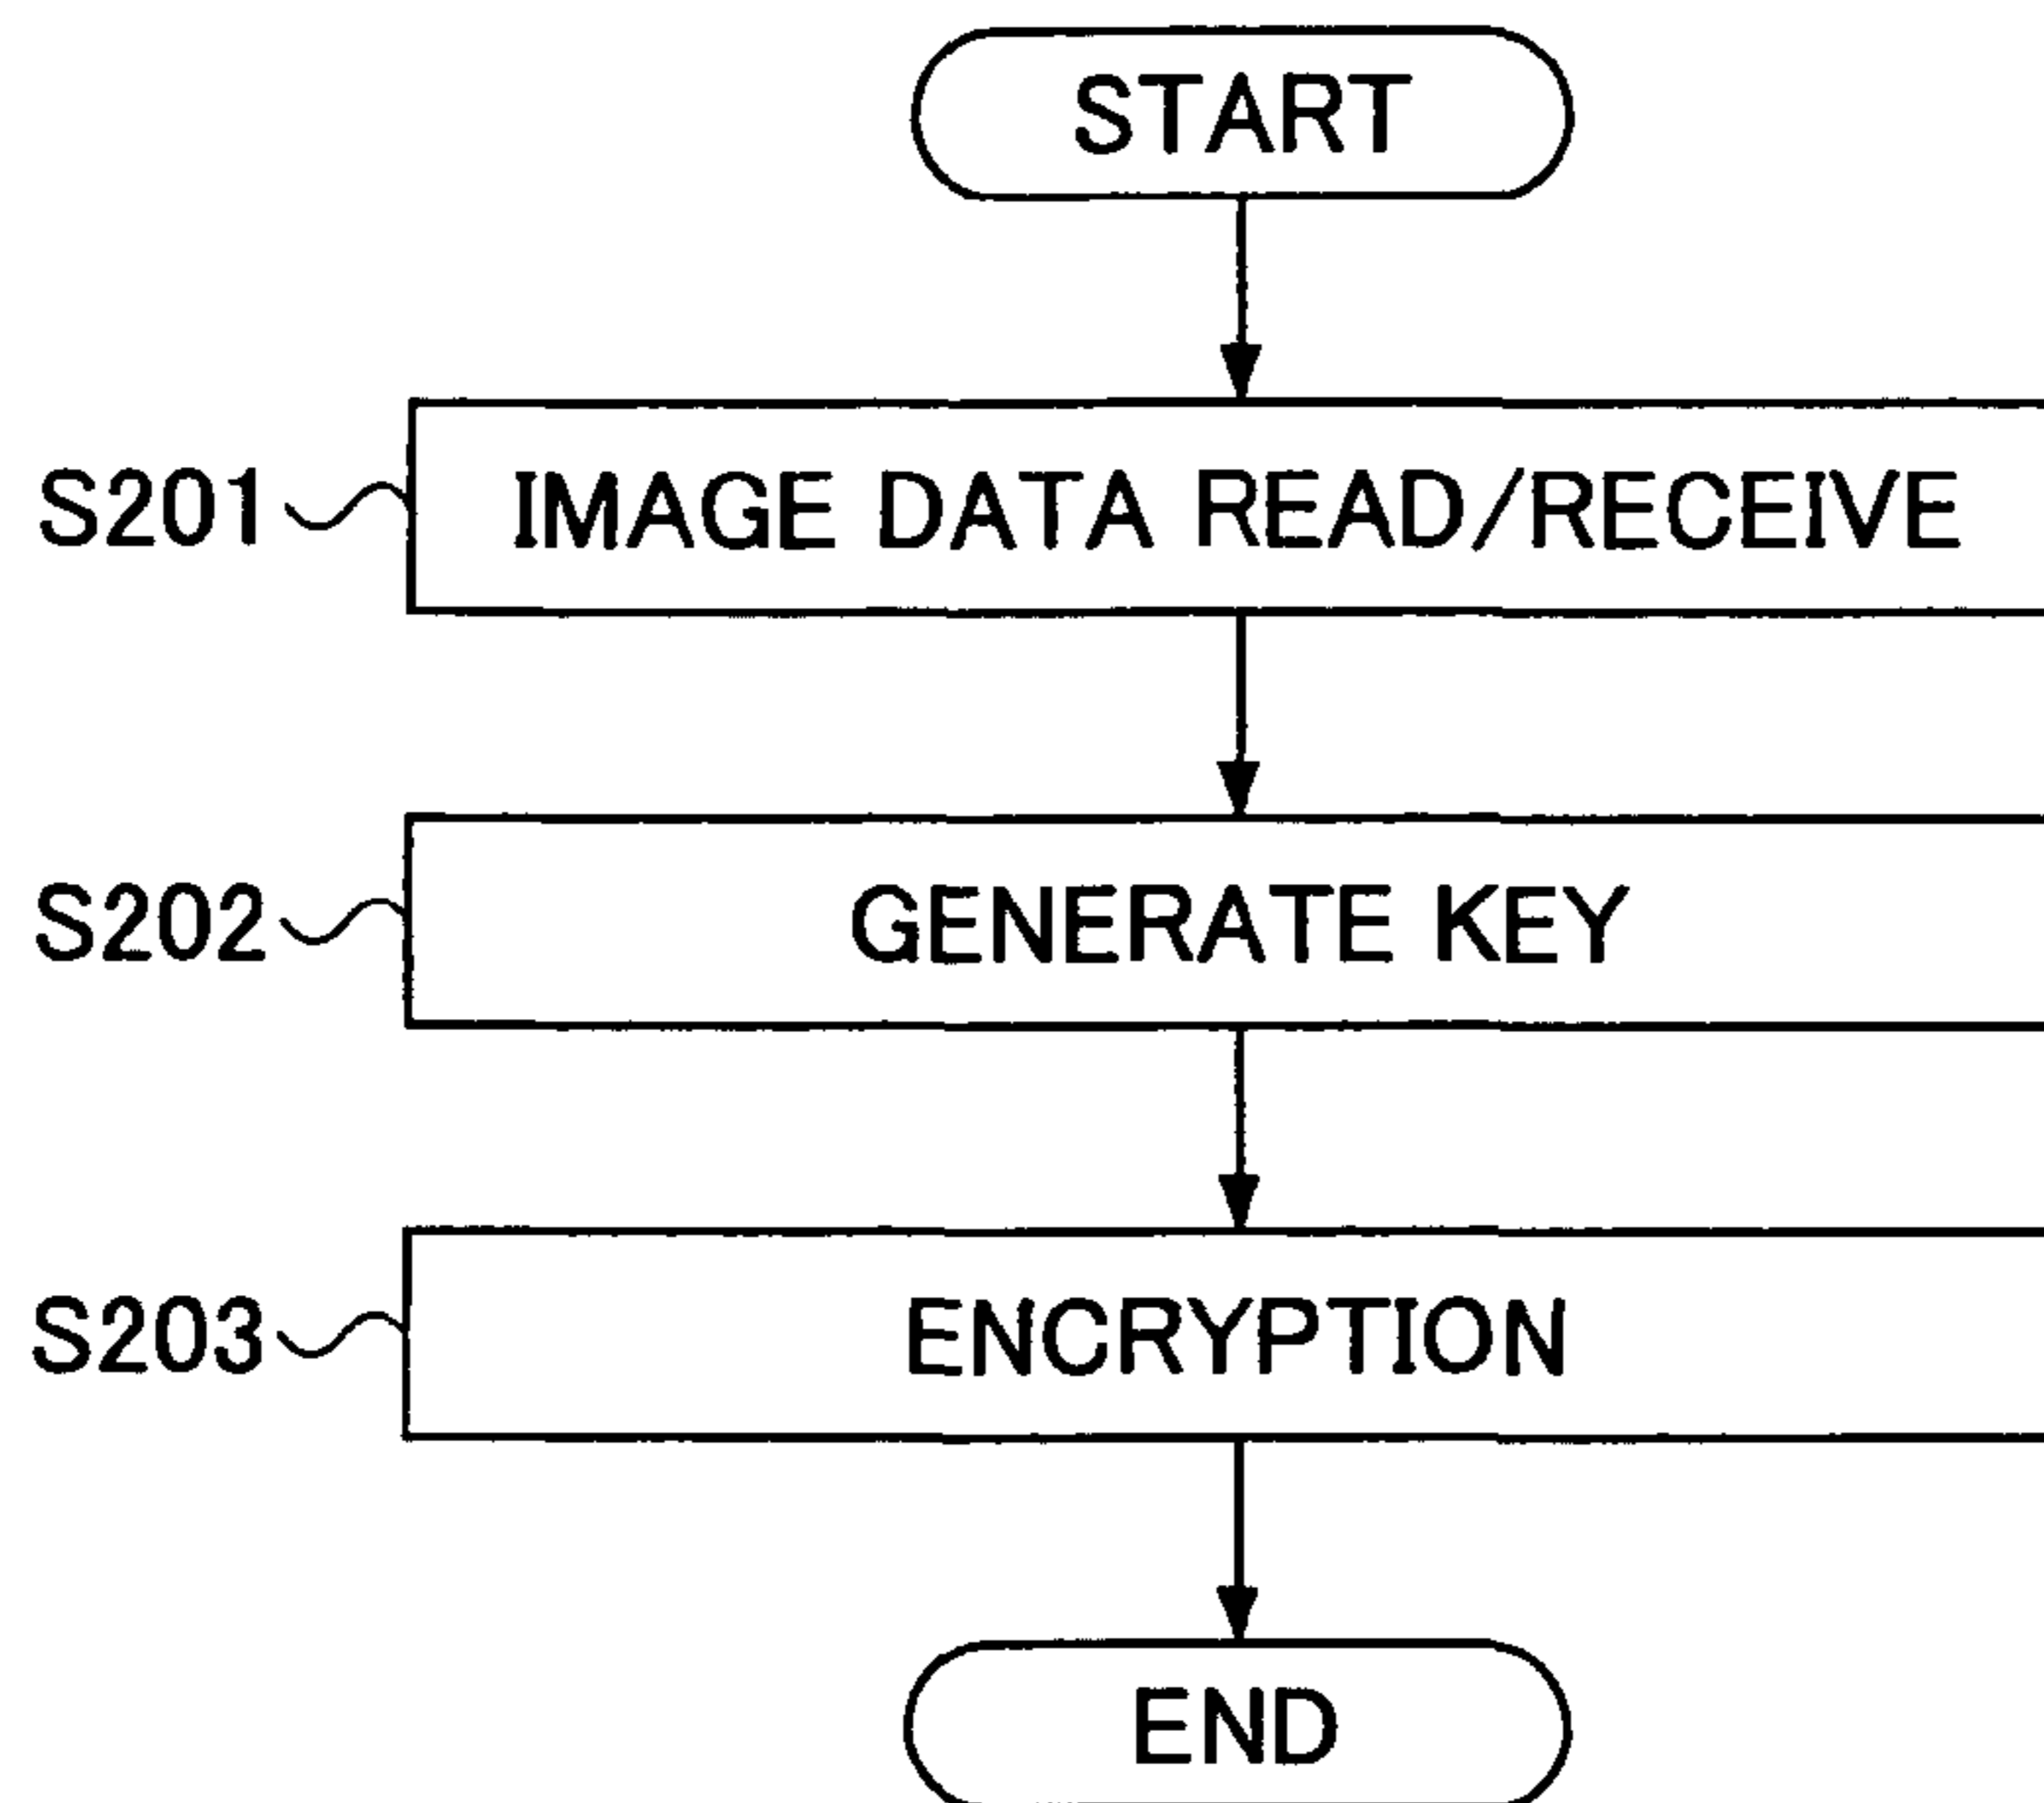 START
S201 IMAGE DATA READ/RECEIVE
S202 GENERATE KEY
S203 ENCRYPTION
END